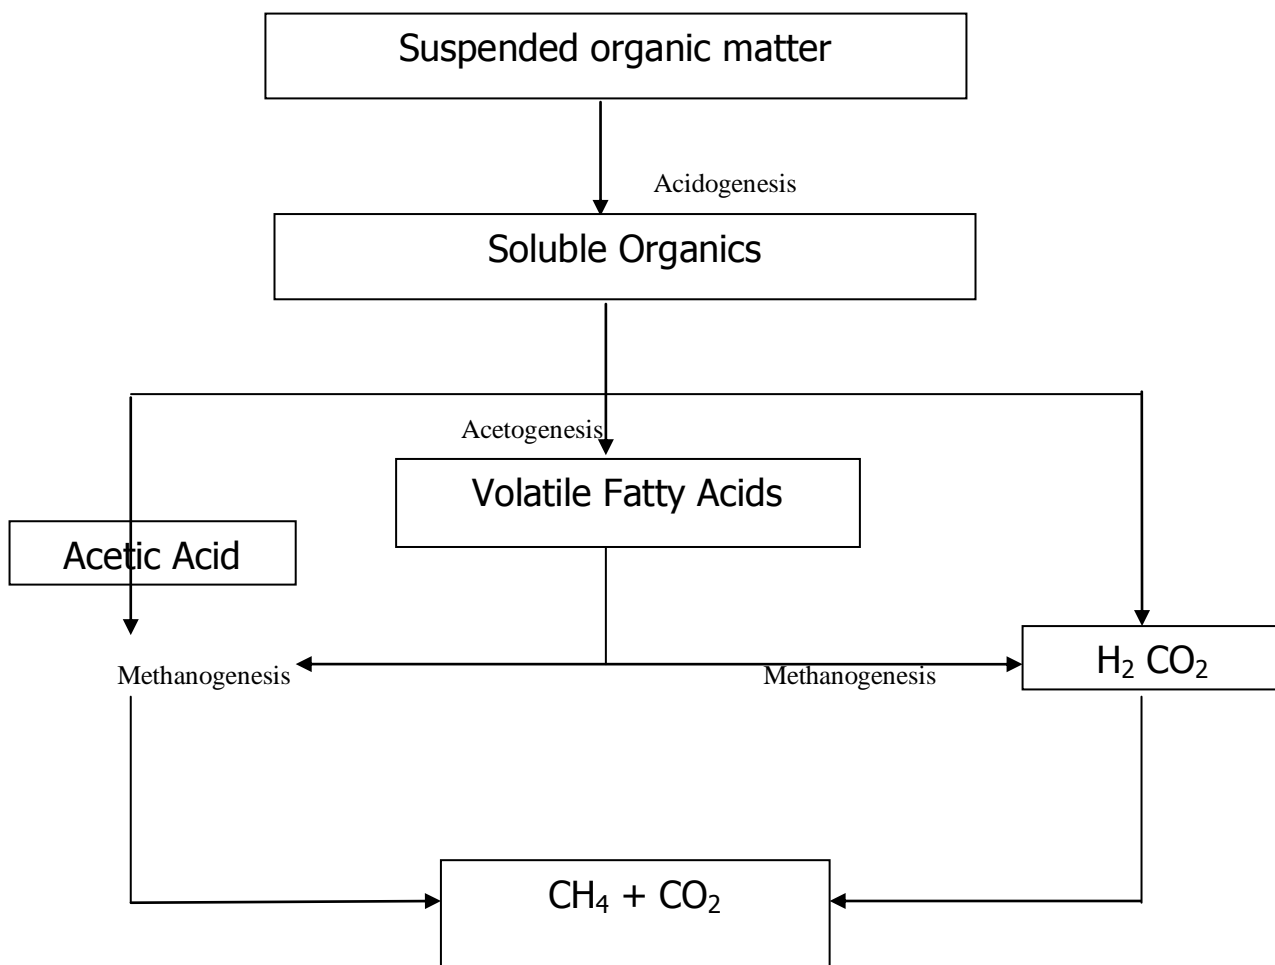 Suspended organic matter
Acidogenesis
Soluble Organics
Acetogenesis
Volatile Fatty Acids
Acetic Acid
Methanogenesis
Methanogenesis
H₂ CO₂
CH₄ + CO₂